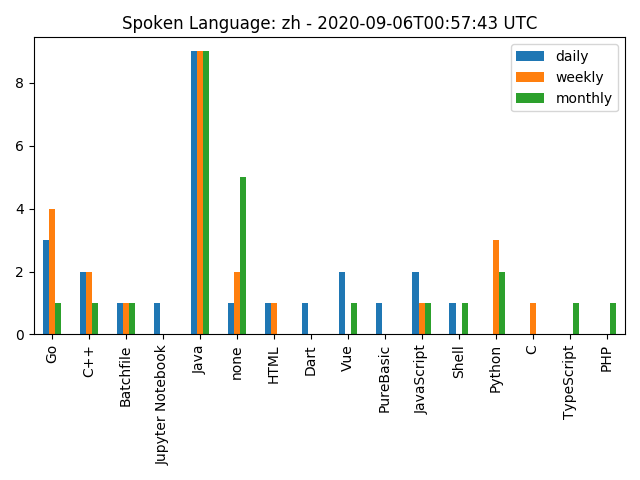 Spoken Language: zh - 2020-09-06T00:57:43 UTC
daily
weekly
monthly
8
6
4
2
0
Go
C++
Batchfile
Jupyter Notebook
Java
none
HTML
Dart
Vue
PureBasic
JavaScript
Shell
Python
C
TypeScript
PHP